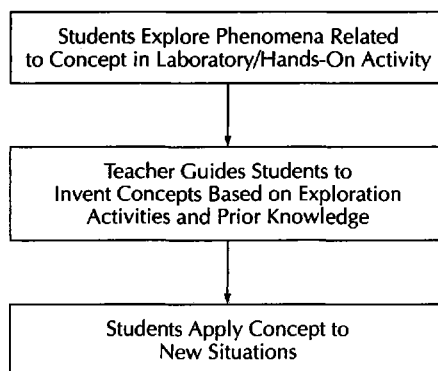 Students Explore Phenomena Related
to Concept in Laboratory/Hands-On Activity
Teacher Guides Students to
Invent Concepts Based on Exploration
Activities and Prior Knowledge
Students Apply Concept to
New Situations